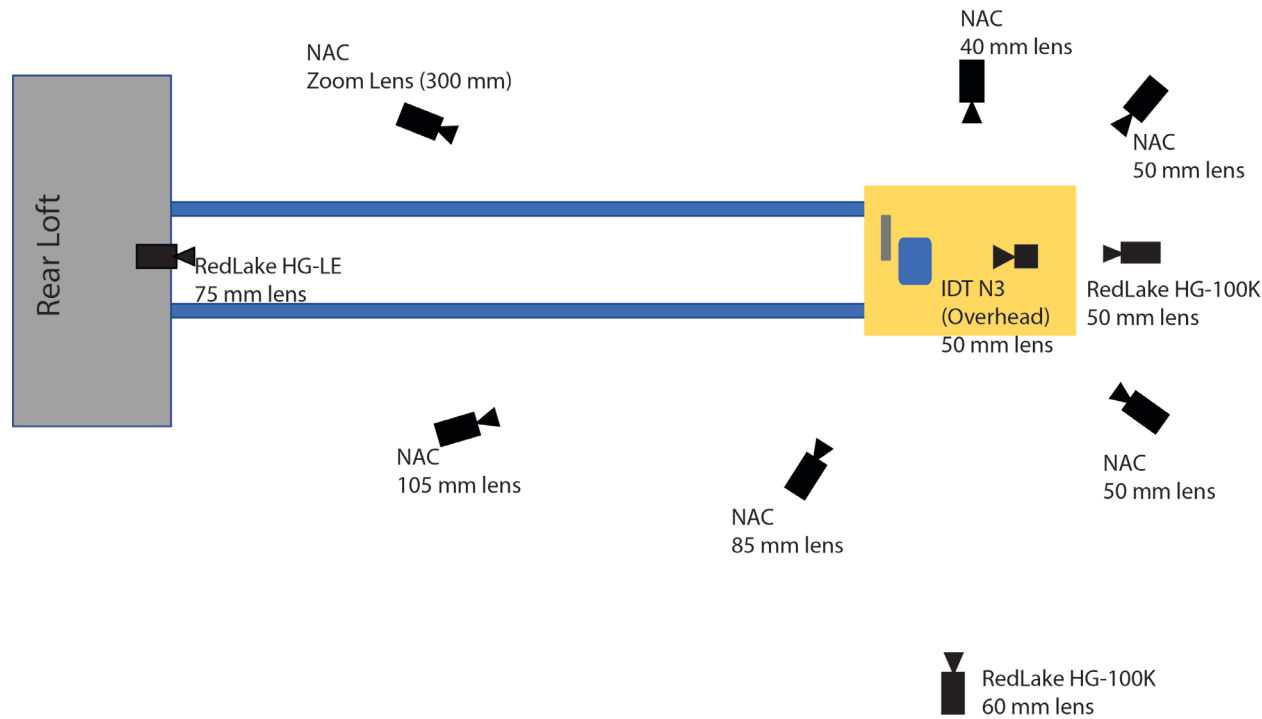 NAC
40 mm lens
NAC
Zoom Lens (300 mm)
NAC
50 mm lens
Rear Loft
RedLake HG-LE
75 mm lens
IDT N3
(Overhead)
50 mm lens
RedLake HG-100K
50 mm lens
NAC
105 mm lens
NAC
50 mm lens
NAC
85 mm lens
RedLake HG-100K
60 mm lens